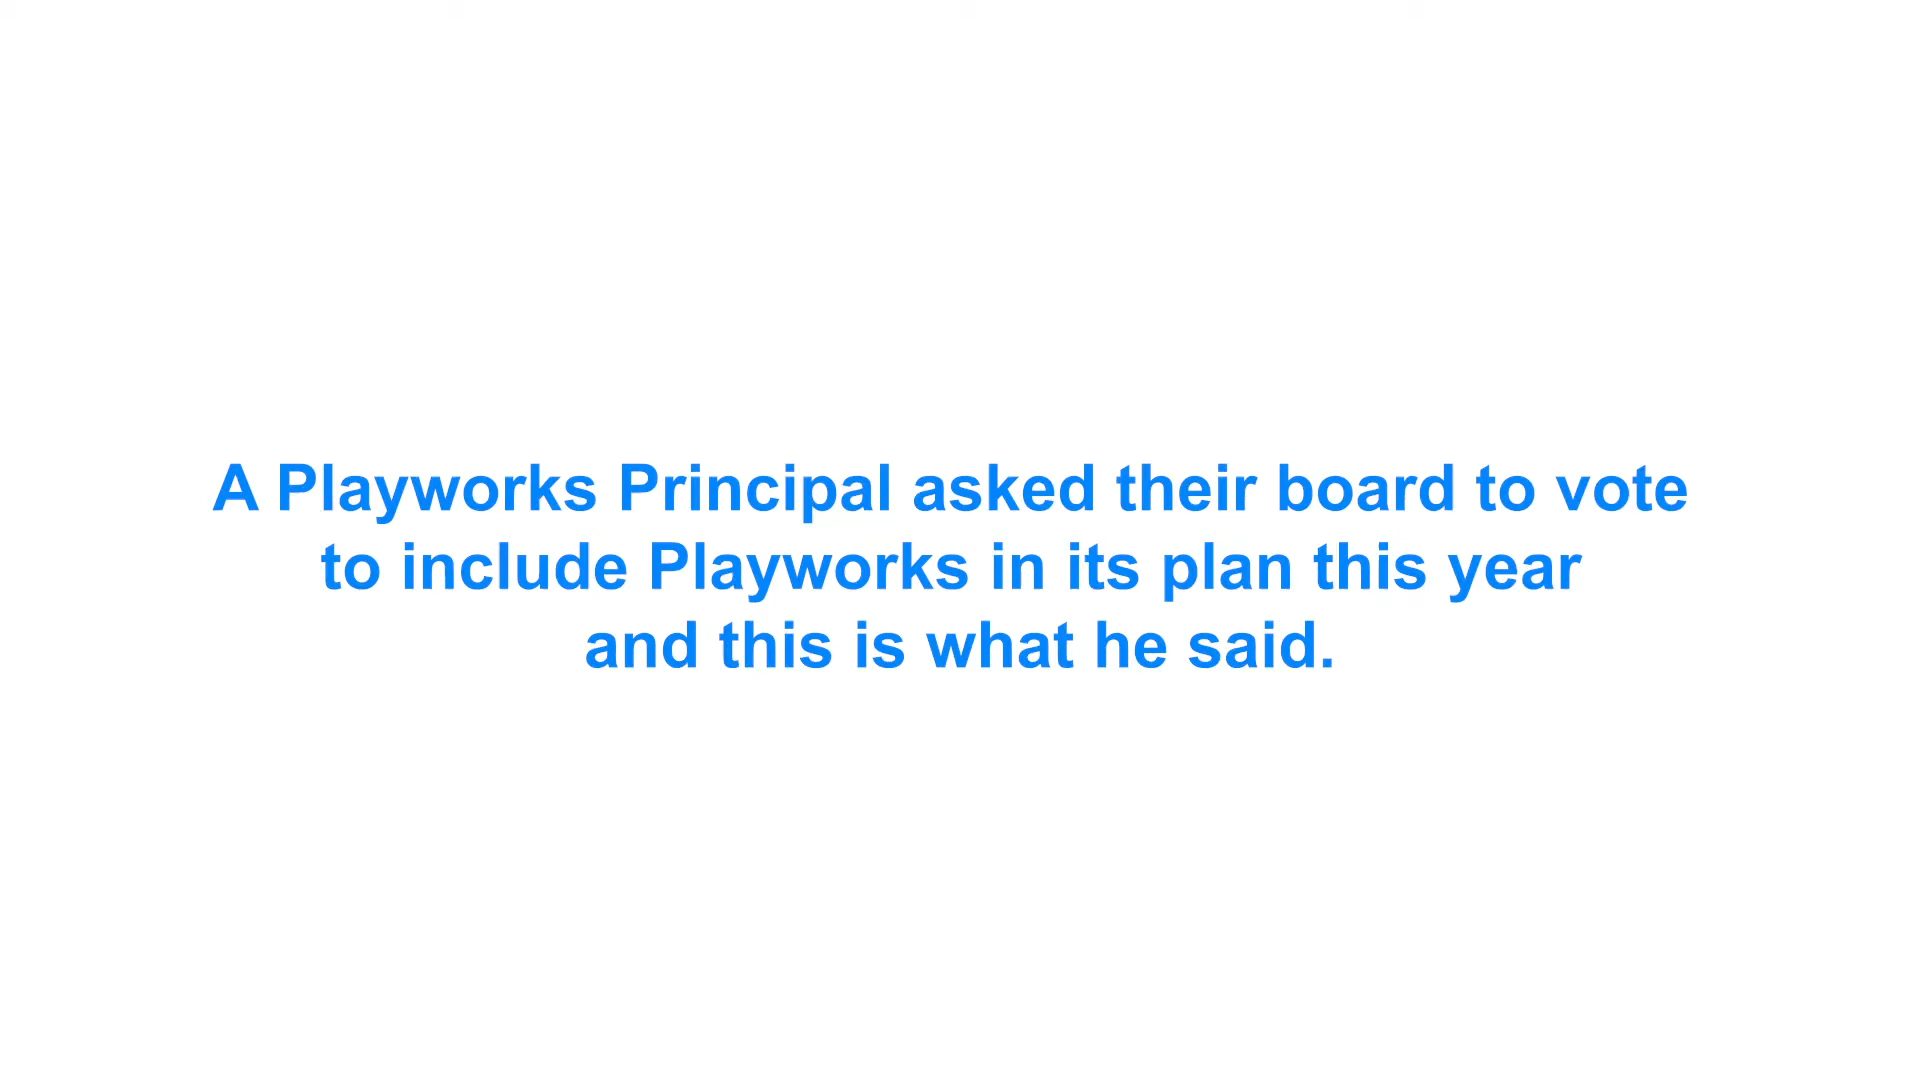 A Playworks Principal asked their board to vote
to include Playworks in its plan this year
and this is what he said.